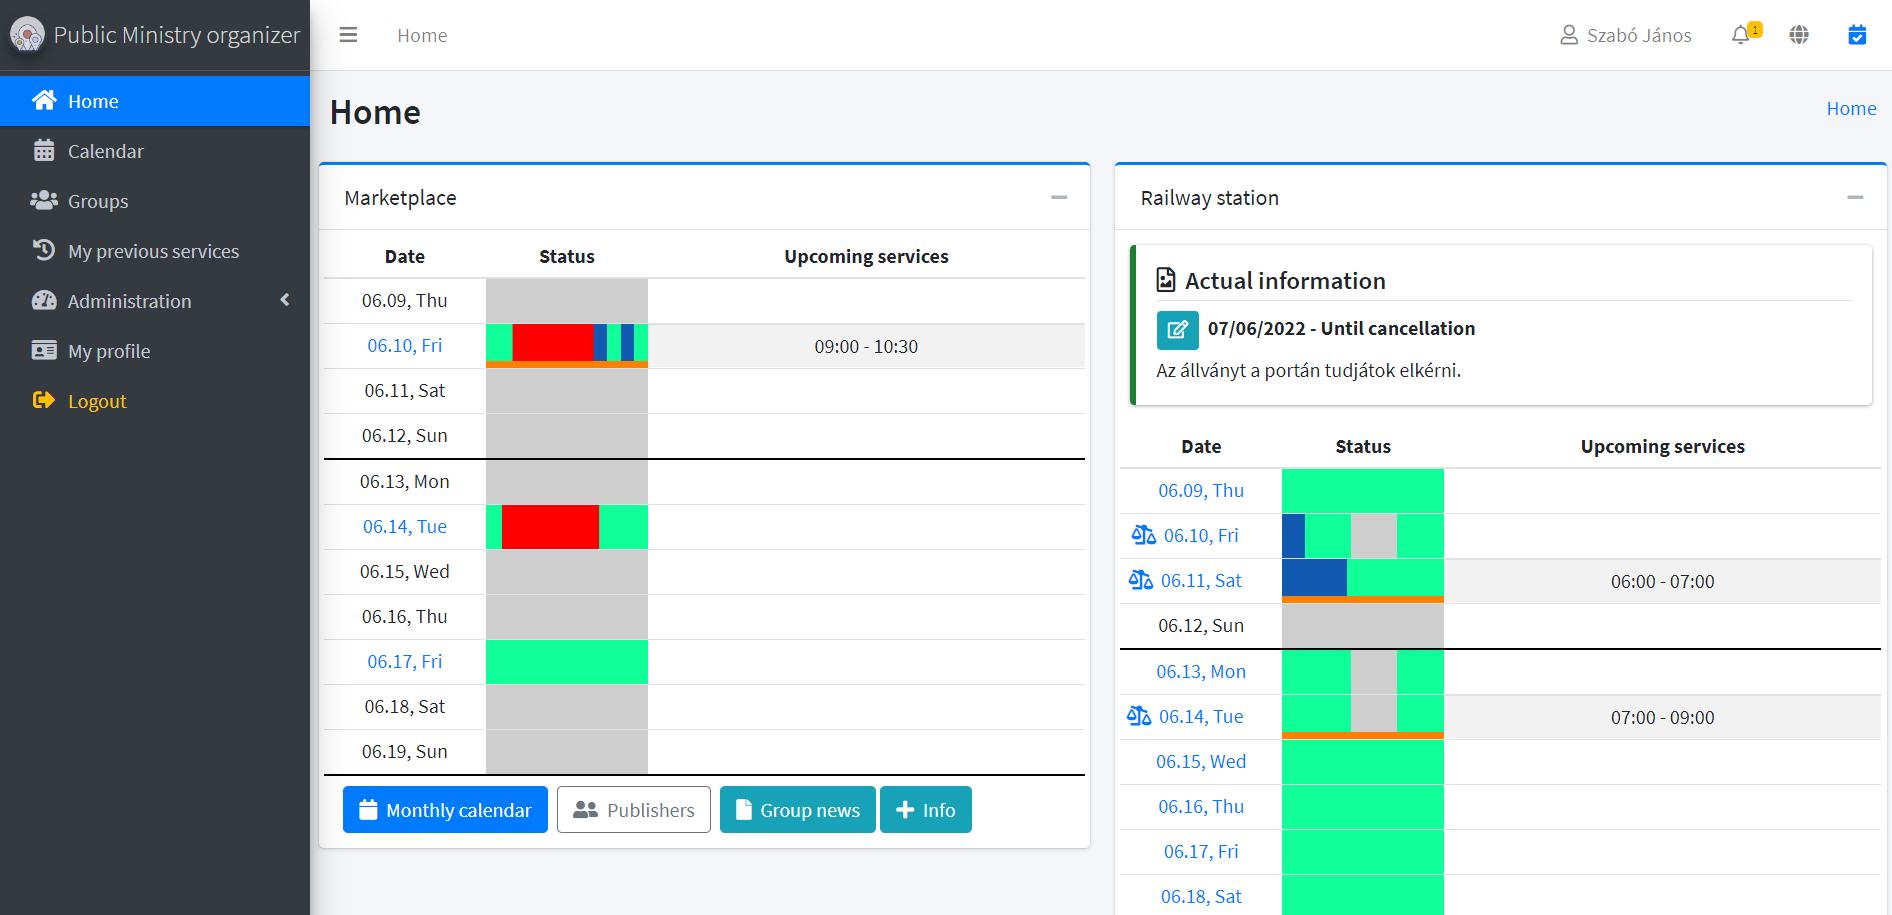 Public Ministry organizer
Home
Szabó János
1
Home
Calendar
Groups
My previous services
Administration
My profile
Logout
Home
Home
Marketplace
Date Status Upcoming services
06.09, Thu
06.10, Fri 09:00 - 10:30
06.11, Sat
06.12, Sun
06.13, Mon
06.14, Tue
06.15, Wed
06.16, Thu
06.17, Fri
06.18, Sat
06.19, Sun
Monthly calendar Publishers Group news Info
Railway station
Actual information
07/06/2022 - Until cancellation
Az állványt a portán tudjátok elkérni.
Date Status Upcoming services
06.09, Thu
06.10, Fri
06.11, Sat 06:00 - 07:00
06.12, Sun
06.13, Mon
06.14, Tue 07:00 - 09:00
06.15, Wed
06.16, Thu
06.17, Fri
06.18, Sat